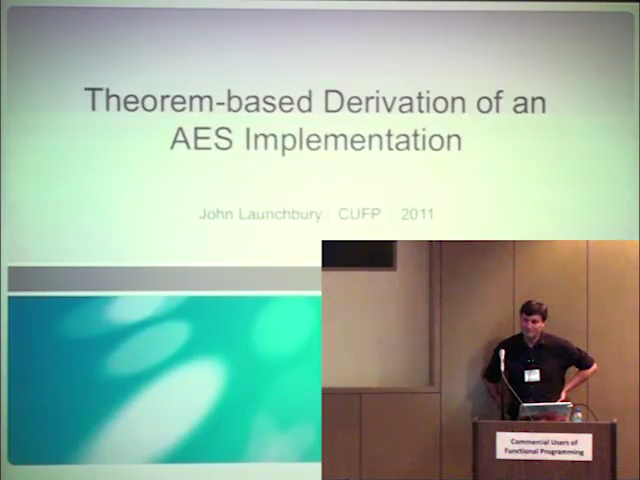 Theorem-based Derivation of an
AES Implementation
John Launchbury | CUFP | 2011
Commercial Users of
Functional Programming